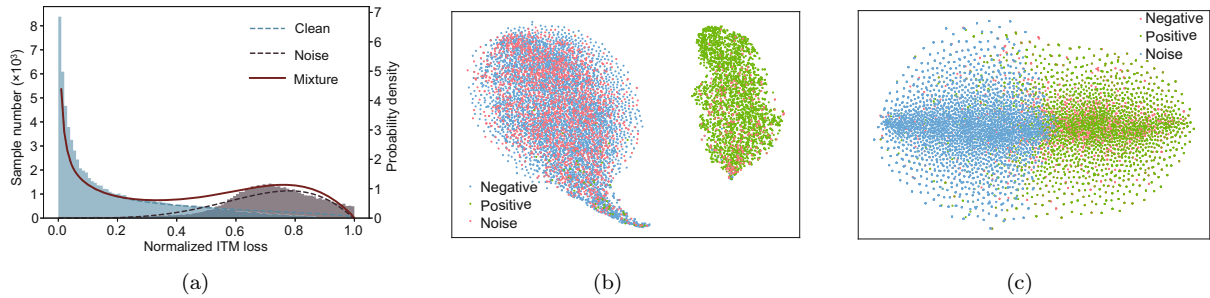 8
7
6
5
4
3
2
1
0
Sample number (×10³)
7
6
5
4
3
2
1
0
Probability density
Clean
Noise
Mixture
0.0 0.2 0.4 0.6 0.8 1.0
Normalized ITM loss
(a)
Negative
Positive
Noise
(b)
Negative
Positive
Noise
(c)